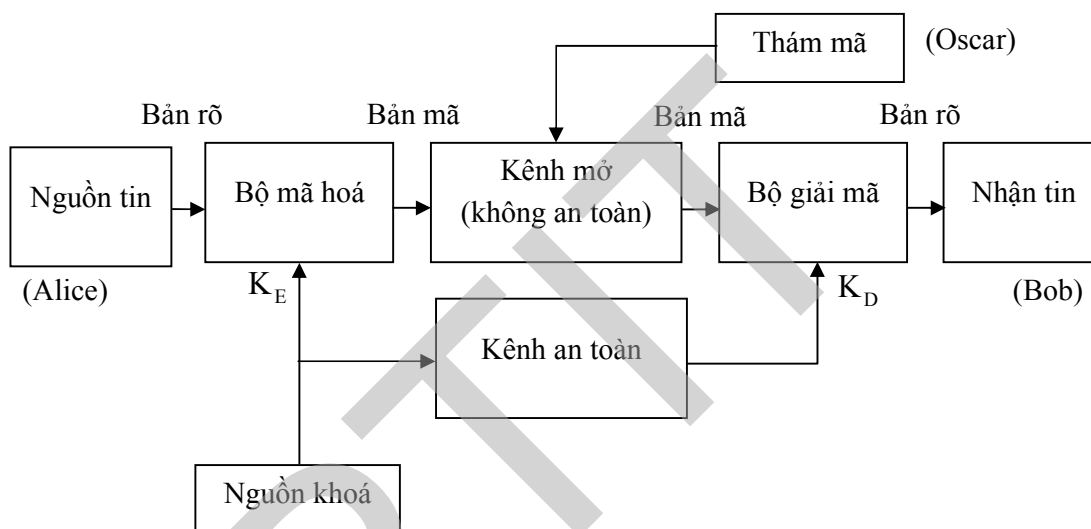 Thám mã
(Oscar)
Bản rõ
Bản mã
Bản mã
Bản rõ
Nguồn tin
Bộ mã hoá
Kênh mở
(không an toàn)
Bộ giải mã
Nhận tin
(Alice)
K_E
K_D
(Bob)
Kênh an toàn
Nguồn khoá
PTIT